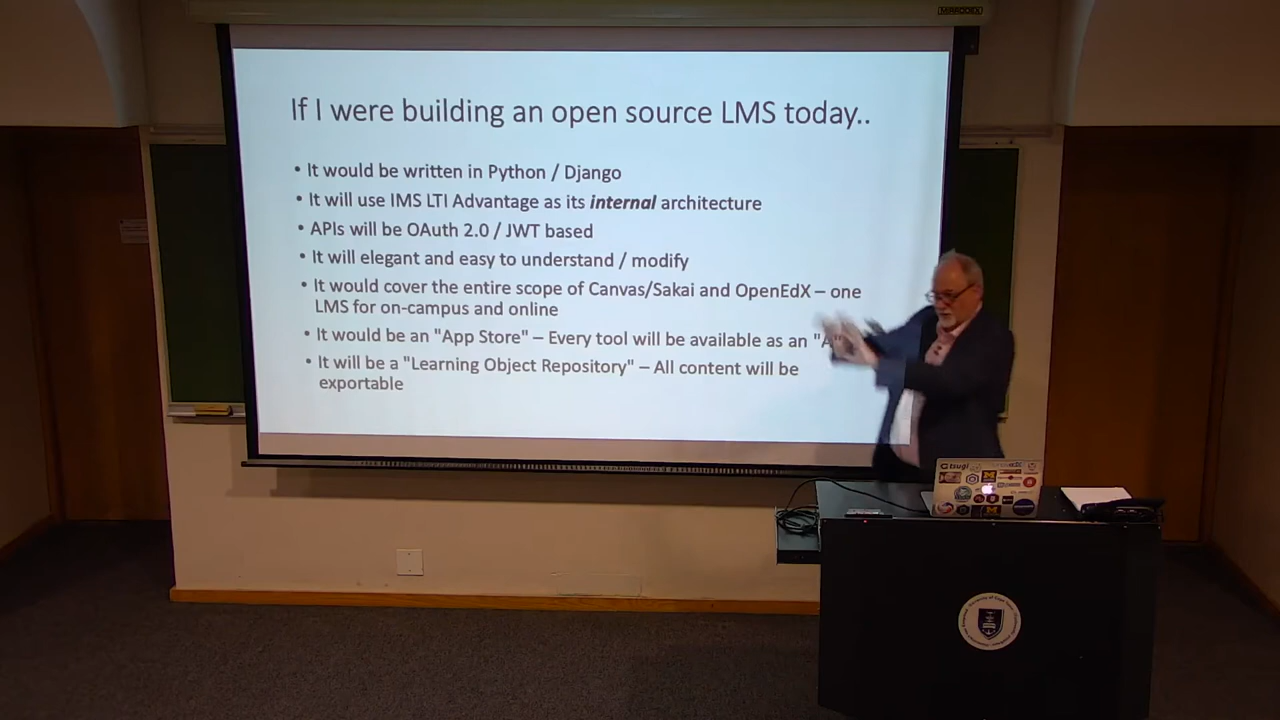 If I were building an open source LMS today..
• It would be written in Python / Django
• It will use IMS LTI Advantage as its internal architecture
• APIs will be OAuth 2.0 / JWT based
• It will elegant and easy to understand / modify
• It would cover the entire scope of Canvas/Sakai and OpenEdX – one
LMS for on-campus and online
• It would be an "App Store" – Every tool will be available as an "A
• It will be a "Learning Object Repository" – All content will be
exportable
tsugi